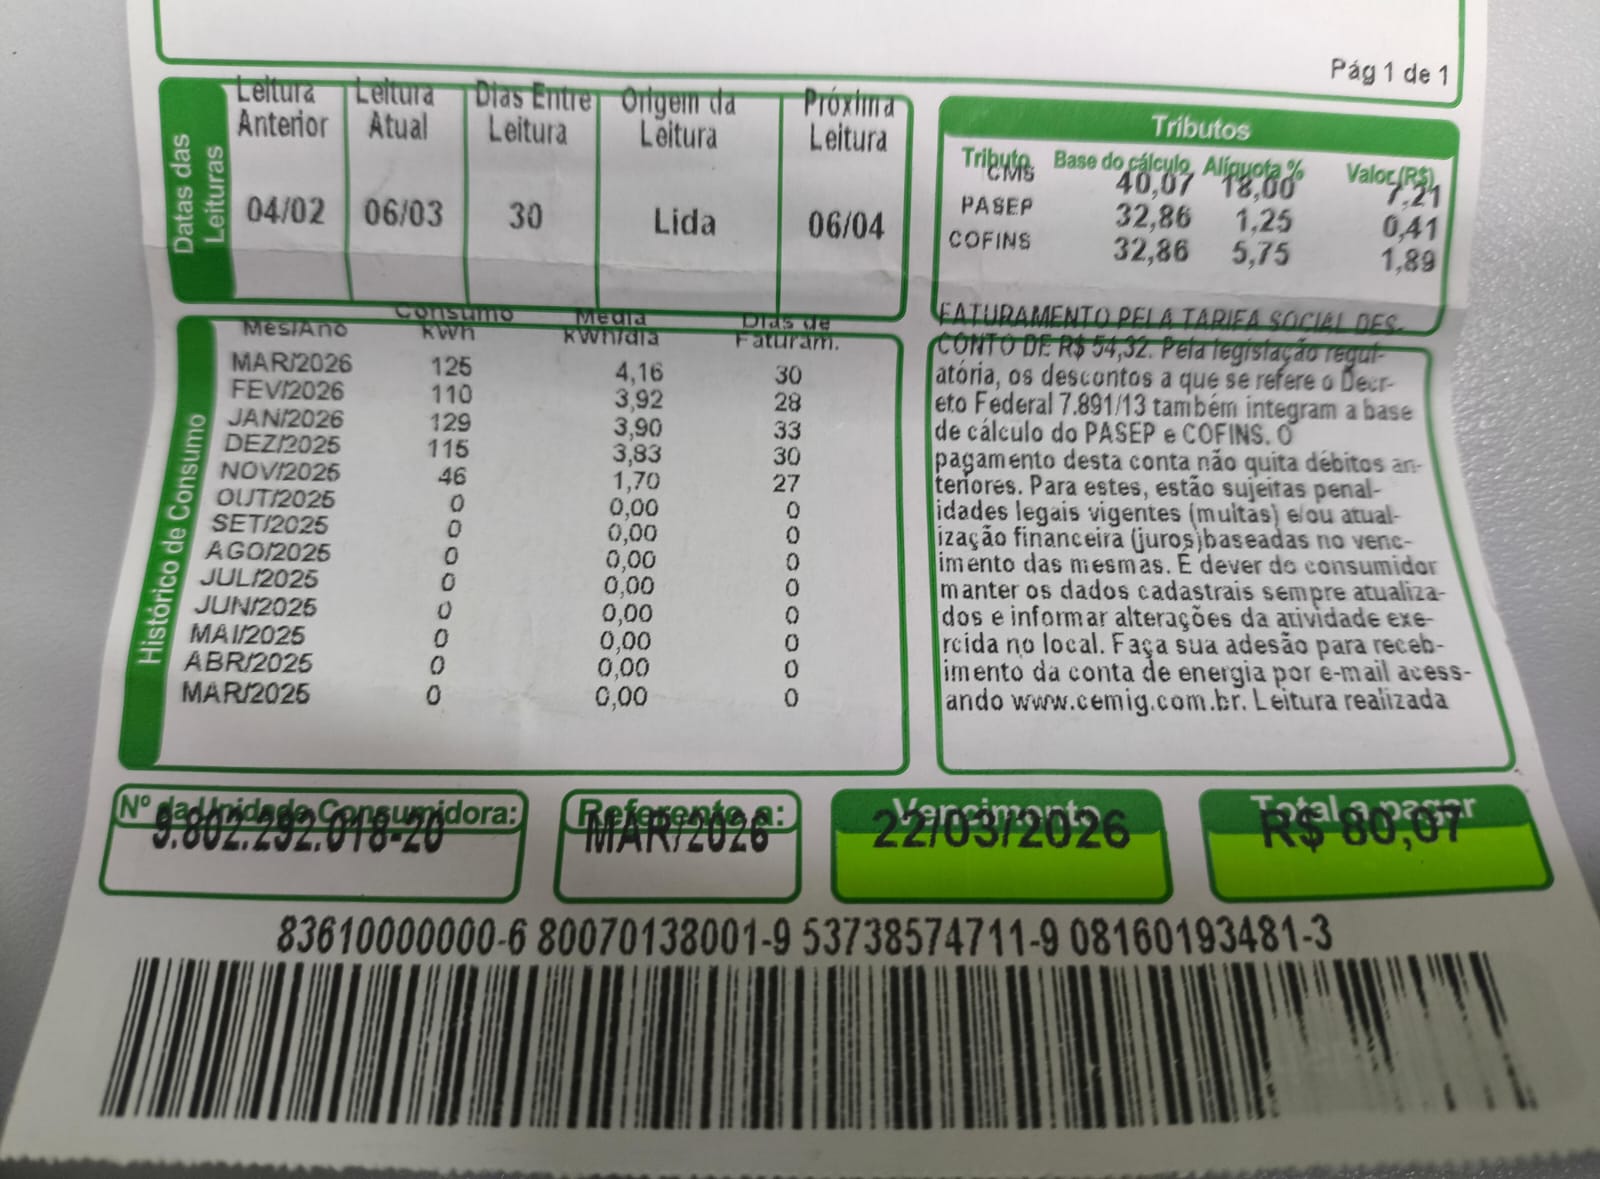 Pág 1 de 1
Datas das Leituras
Leitura Anterior
Leitura Atual
Dias Entre Leitura
Origem da Leitura
Próxima Leitura
04/02 06/03 30 Lida 06/04
Tributos
Tributo Base do cálculo Alíquota % Valor (R$)
CMS 40,07 18,00 7,21
PASEP 32,86 1,25 0,41
COFINS 32,86 5,75 1,89
Histórico de Consumo
Mês/Ano Consumo kWh Média kWh/dia Dias de Faturam.
MAR/2026 125 4,16 30
FEV/2026 110 3,92 28
JAN/2026 129 3,90 33
DEZ/2025 115 3,83 30
NOV/2025 46 1,70 27
OUT/2025 0 0,00 0
SET/2025 0 0,00 0
AGO/2025 0 0,00 0
JUL/2025 0 0,00 0
JUN/2025 0 0,00 0
MAI/2025 0 0,00 0
ABR/2025 0 0,00 0
MAR/2025 0 0,00 0
FATURAMENTO PELA TARIFA SOCIAL DES-
CONTO DE R$ 54,32. Pela legislação regul-
atória, os descontos a que se refere o Decr-
eto Federal 7.891/13 também integram a base
de cálculo do PASEP e COFINS. O
pagamento desta conta não quita débitos an-
teriores. Para estes, estão sujeitas penal-
idades legais vigentes (multas) e/ou atual-
ização financeira (juros)baseadas no venc-
imento das mesmas. É dever do consumidor
manter os dados cadastrais sempre atualiza-
dos e informar alterações da atividade exe-
rcida no local. Faça sua adesão para receb-
imento da conta de energia por e-mail acess-
ando www.cemig.com.br. Leitura realizada
Nº da Unidade Consumidora:
9.802.292.018-20
Referente a:
MAR/2026
Vencimento
22/03/2026
Total a pagar
R$ 80,07
83610000000-6 80070138001-9 53738574711-9 08160193481-3